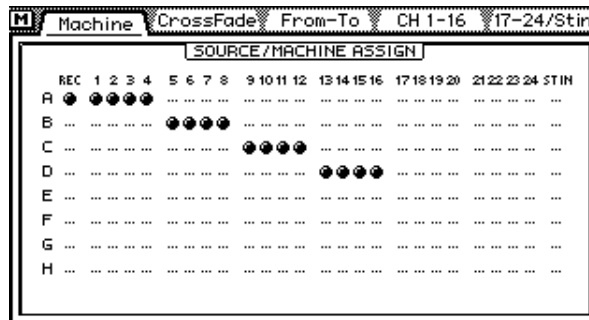 M Machine CrossFade From-To CH 1-16 17-24/Stin
SOURCE/MACHINE ASSIGN
REC 1 2 3 4 5 6 7 8 9 10 11 12 13 14 15 16 17 18 19 20 21 22 23 24 ST IN
A
B
C
D
E
F
G
H